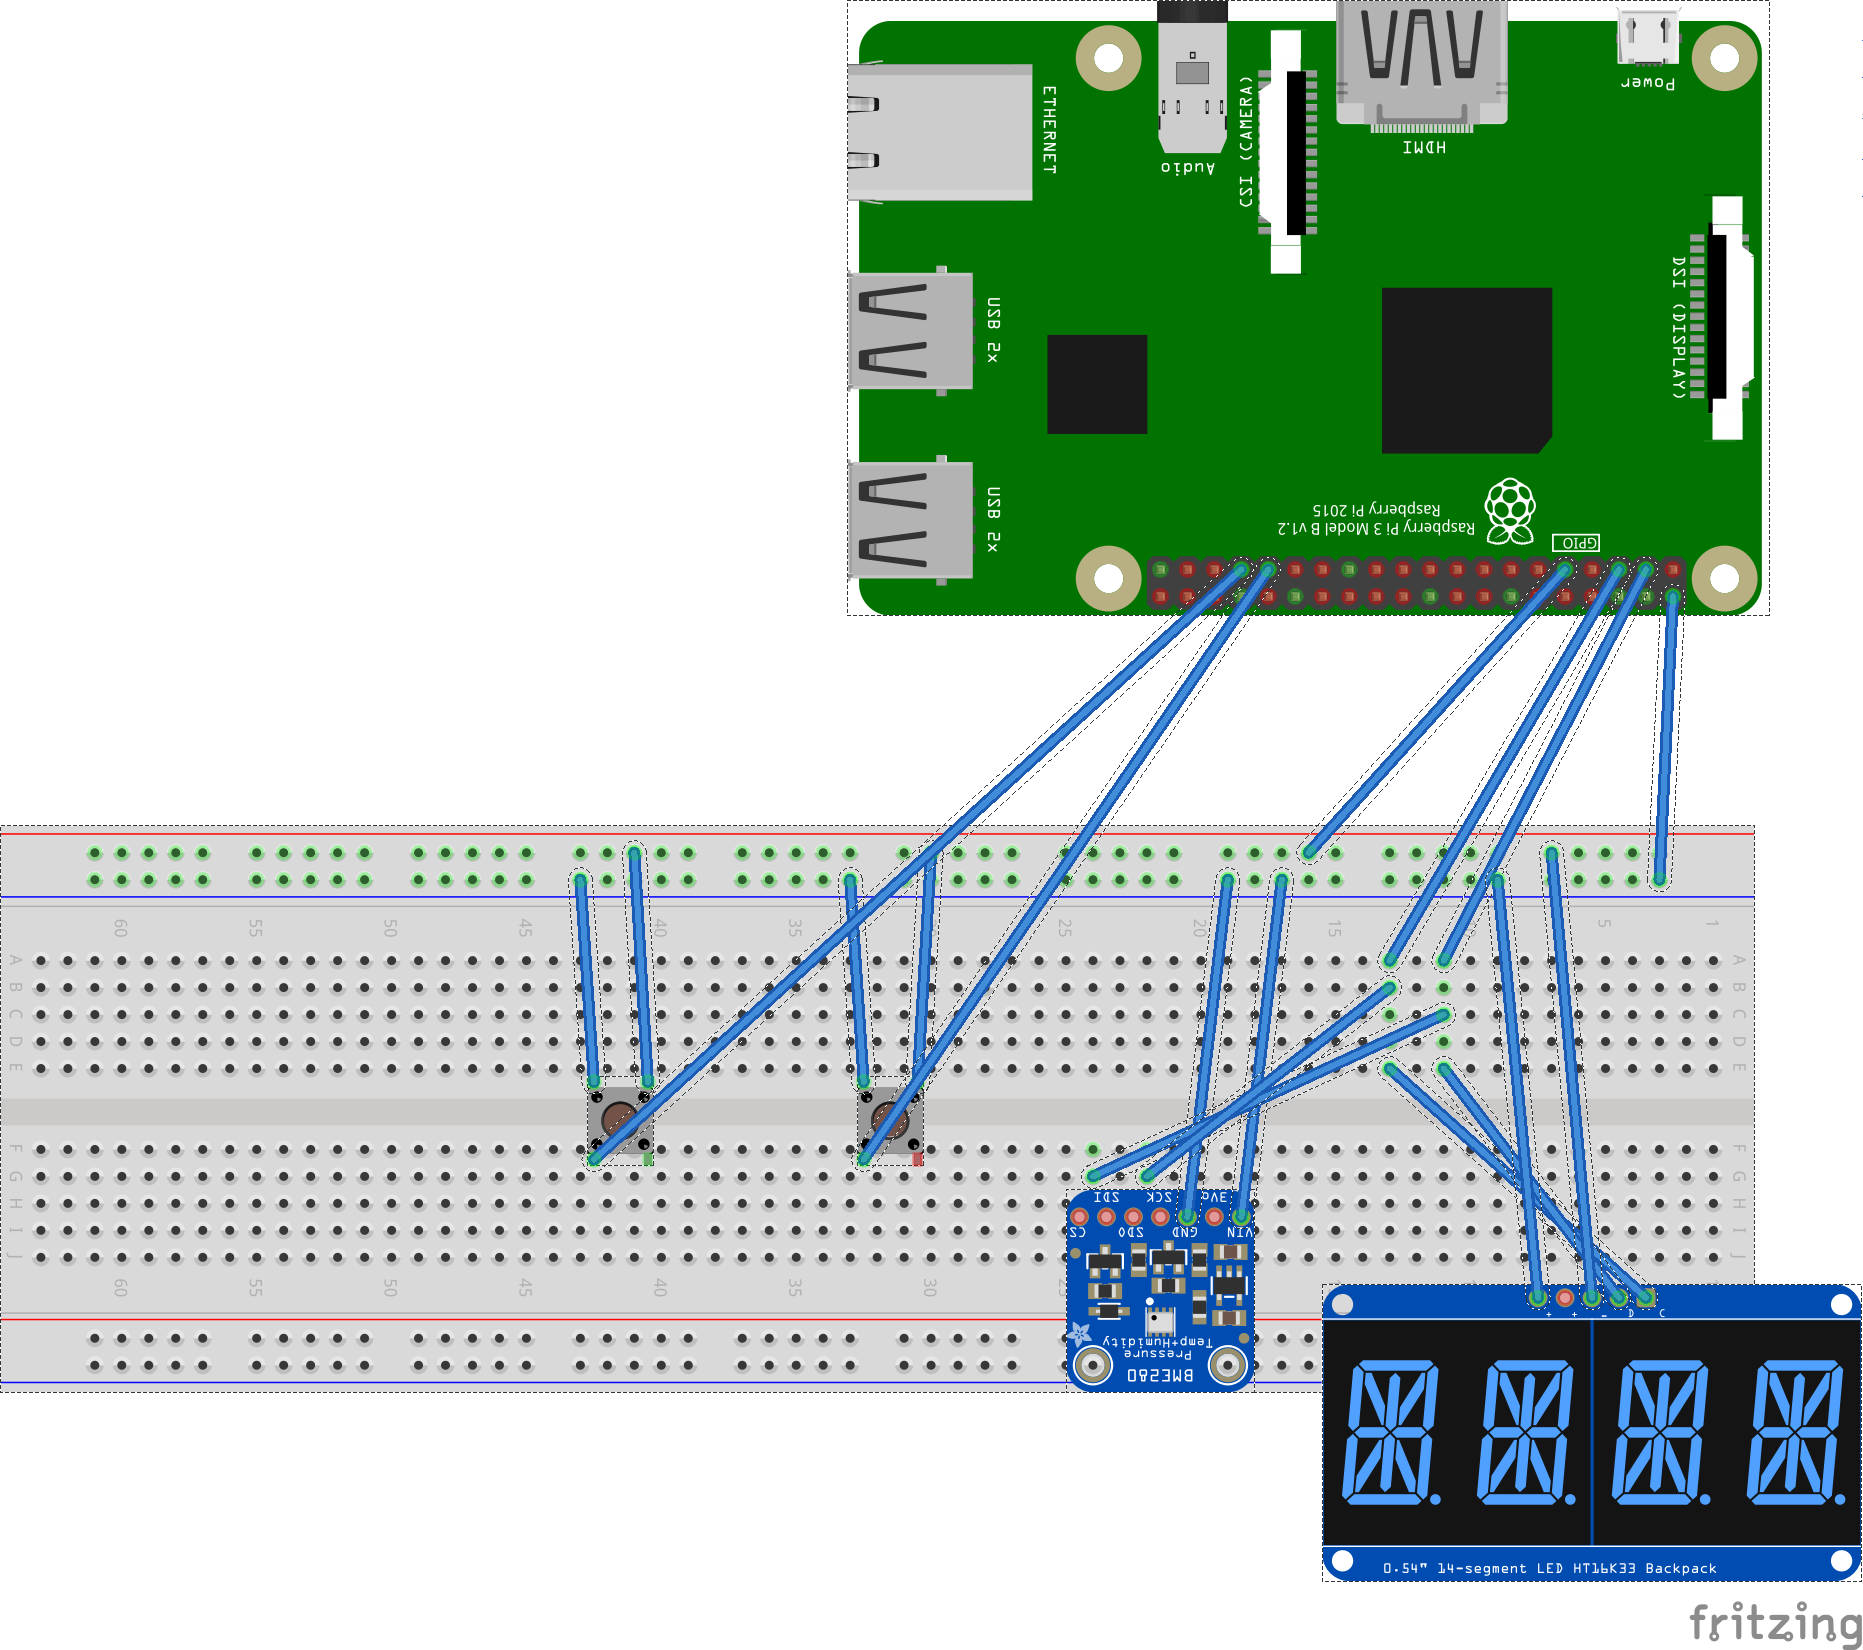 Power
HDMI
Audio
CSI (CAMERA)
ETHERNET
DSI (DISPLAY)
USB 2x
USB 2x
Raspberry Pi 3 Model B v1.2
Raspberry Pi 2015
GPIO
60 55 50 45 40 35 25 20 15 5 1
A A
B B
C C
D D
E E
F F
G G
H H
I I
J J
60 55 50 45 40 35 30
SDI SCK 3Vo
CS SDO GND VIN
Temp+Humidity
Pressure
BME280
+ + - D C
0.54" 14-segment LED HT16K33 Backpack
fritzing